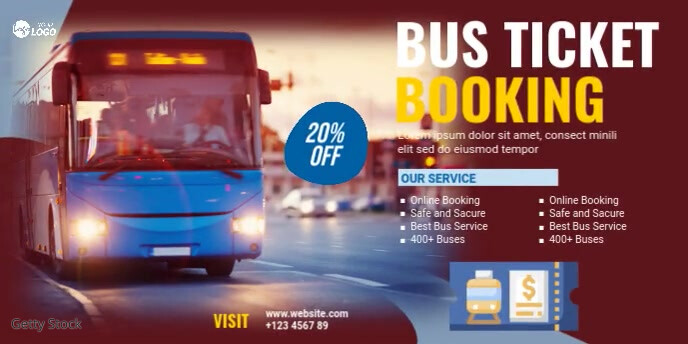 YOUR
LOGO
BUS TICKET
BOOKING
Lorem ipsum dolor sit amet, consect minili
elit sed do eiusmod tempor
20%
OFF
OUR SERVICE
Online Booking
Safe and Sacure
Best Bus Service
400+ Buses
Online Booking
Safe and Sacure
Best Bus Service
400+ Buses
$
VISIT
www.website.com
+123 4567 89
Getty Stock